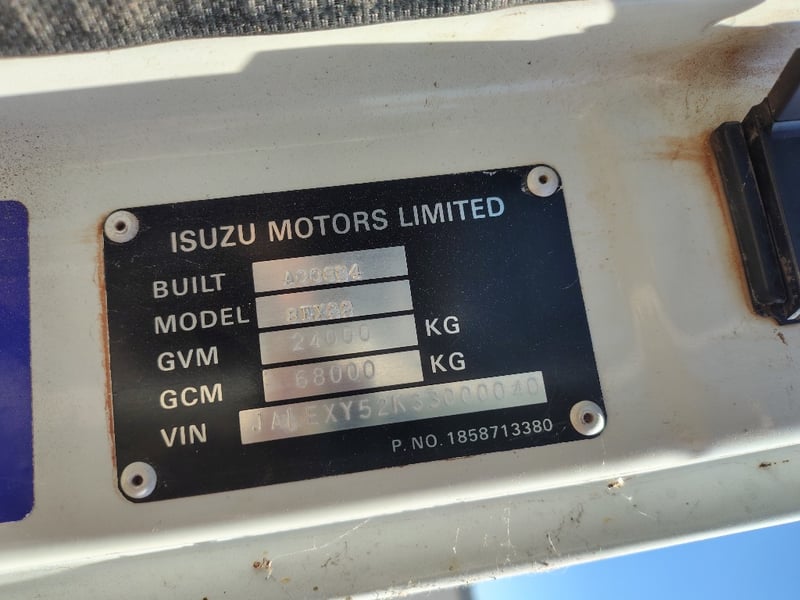 ISUZU MOTORS LIMITED
BUILT
MODEL
GVM 24000 KG
GCM 68000 KG
VIN
P. NO. 1858713380